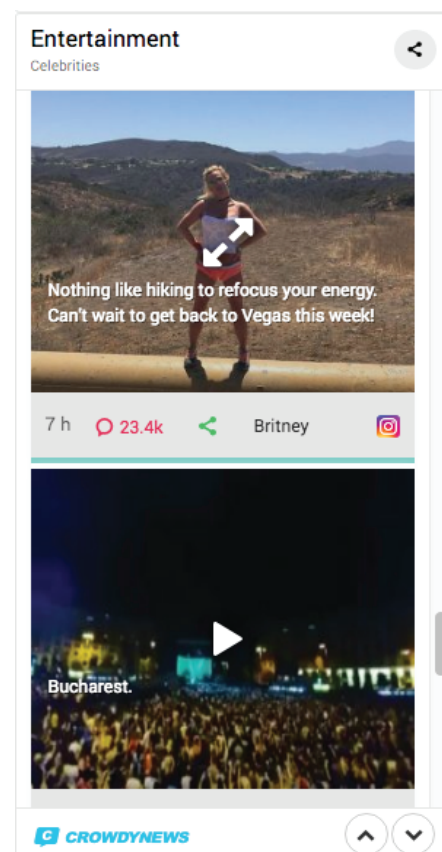 Entertainment
Celebrities
Nothing like hiking to refocus your energy.
Can't wait to get back to Vegas this week!
7 h 23.4k Britney
Bucharest.
C CROWDYNEWS